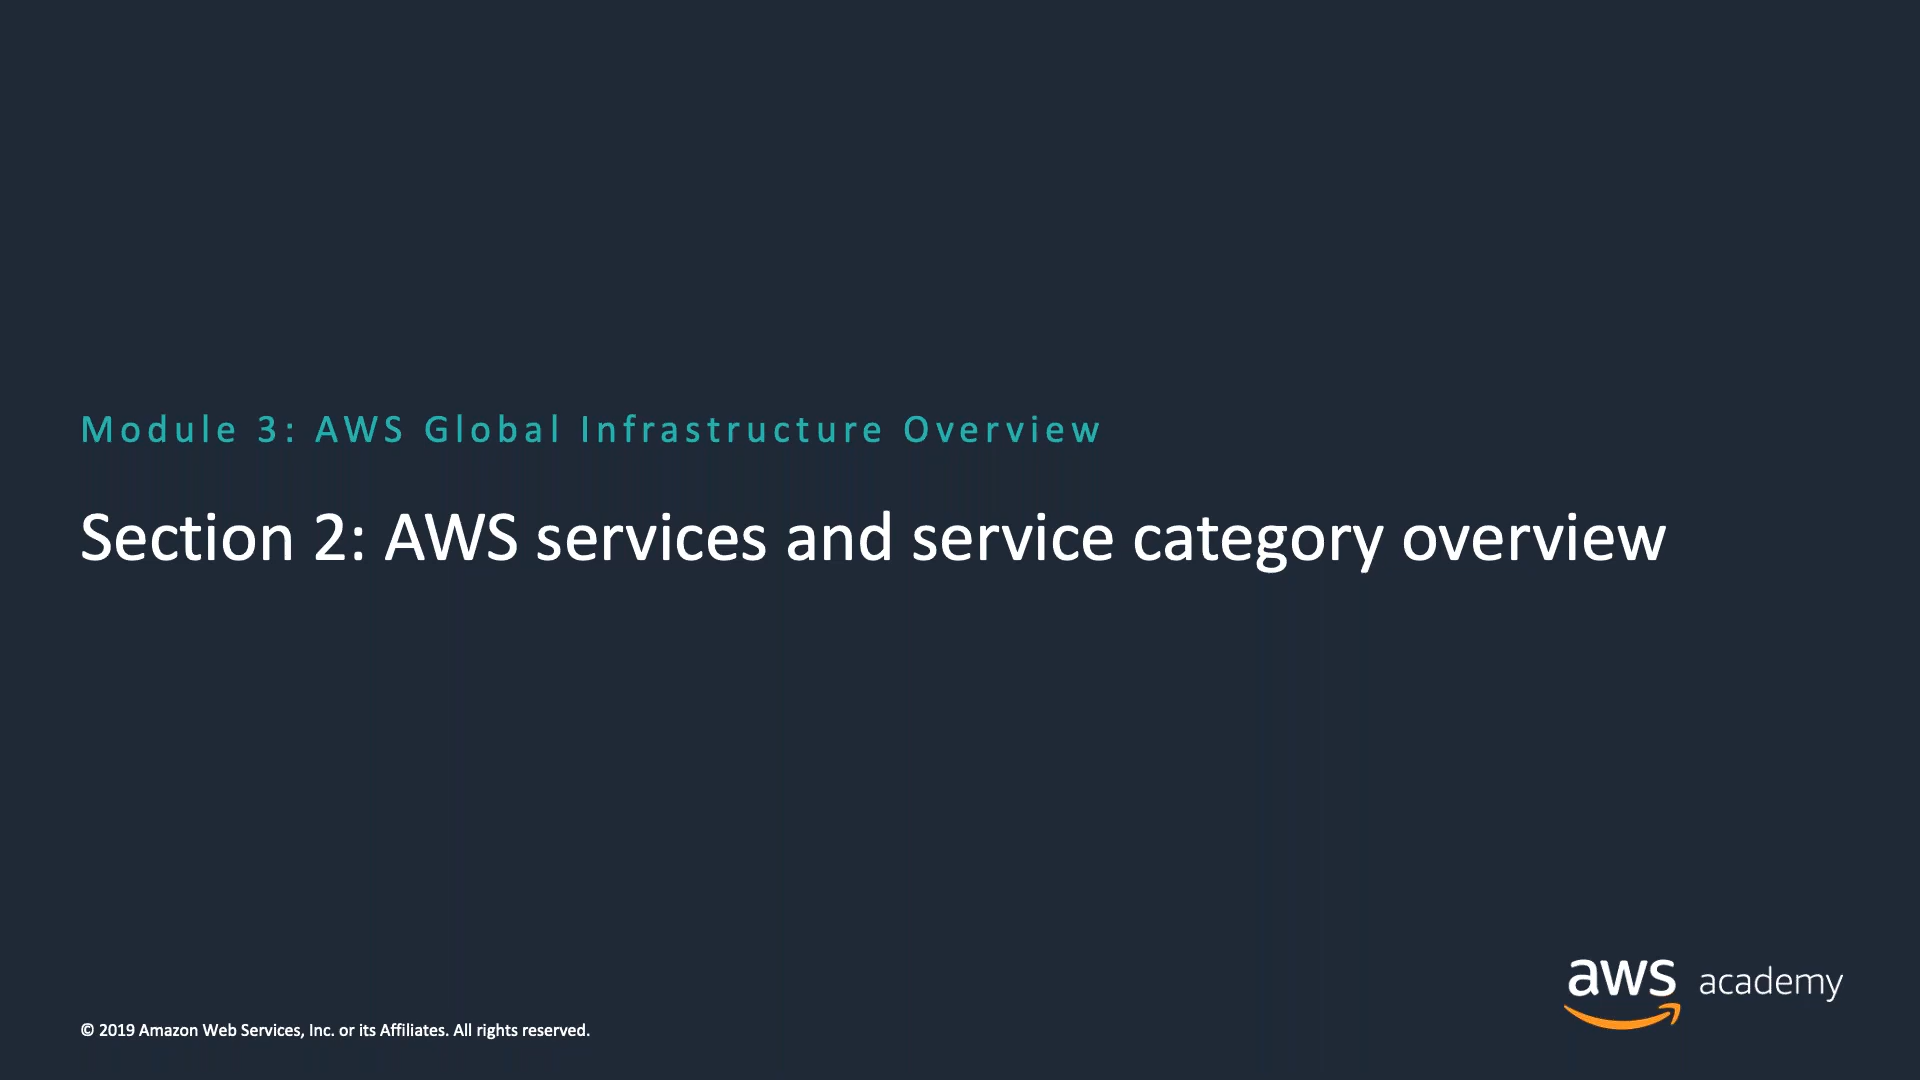 Module 3: AWS Global Infrastructure Overview
Section 2: AWS services and service category overview
aws academy
© 2019 Amazon Web Services, Inc. or its Affiliates. All rights reserved.